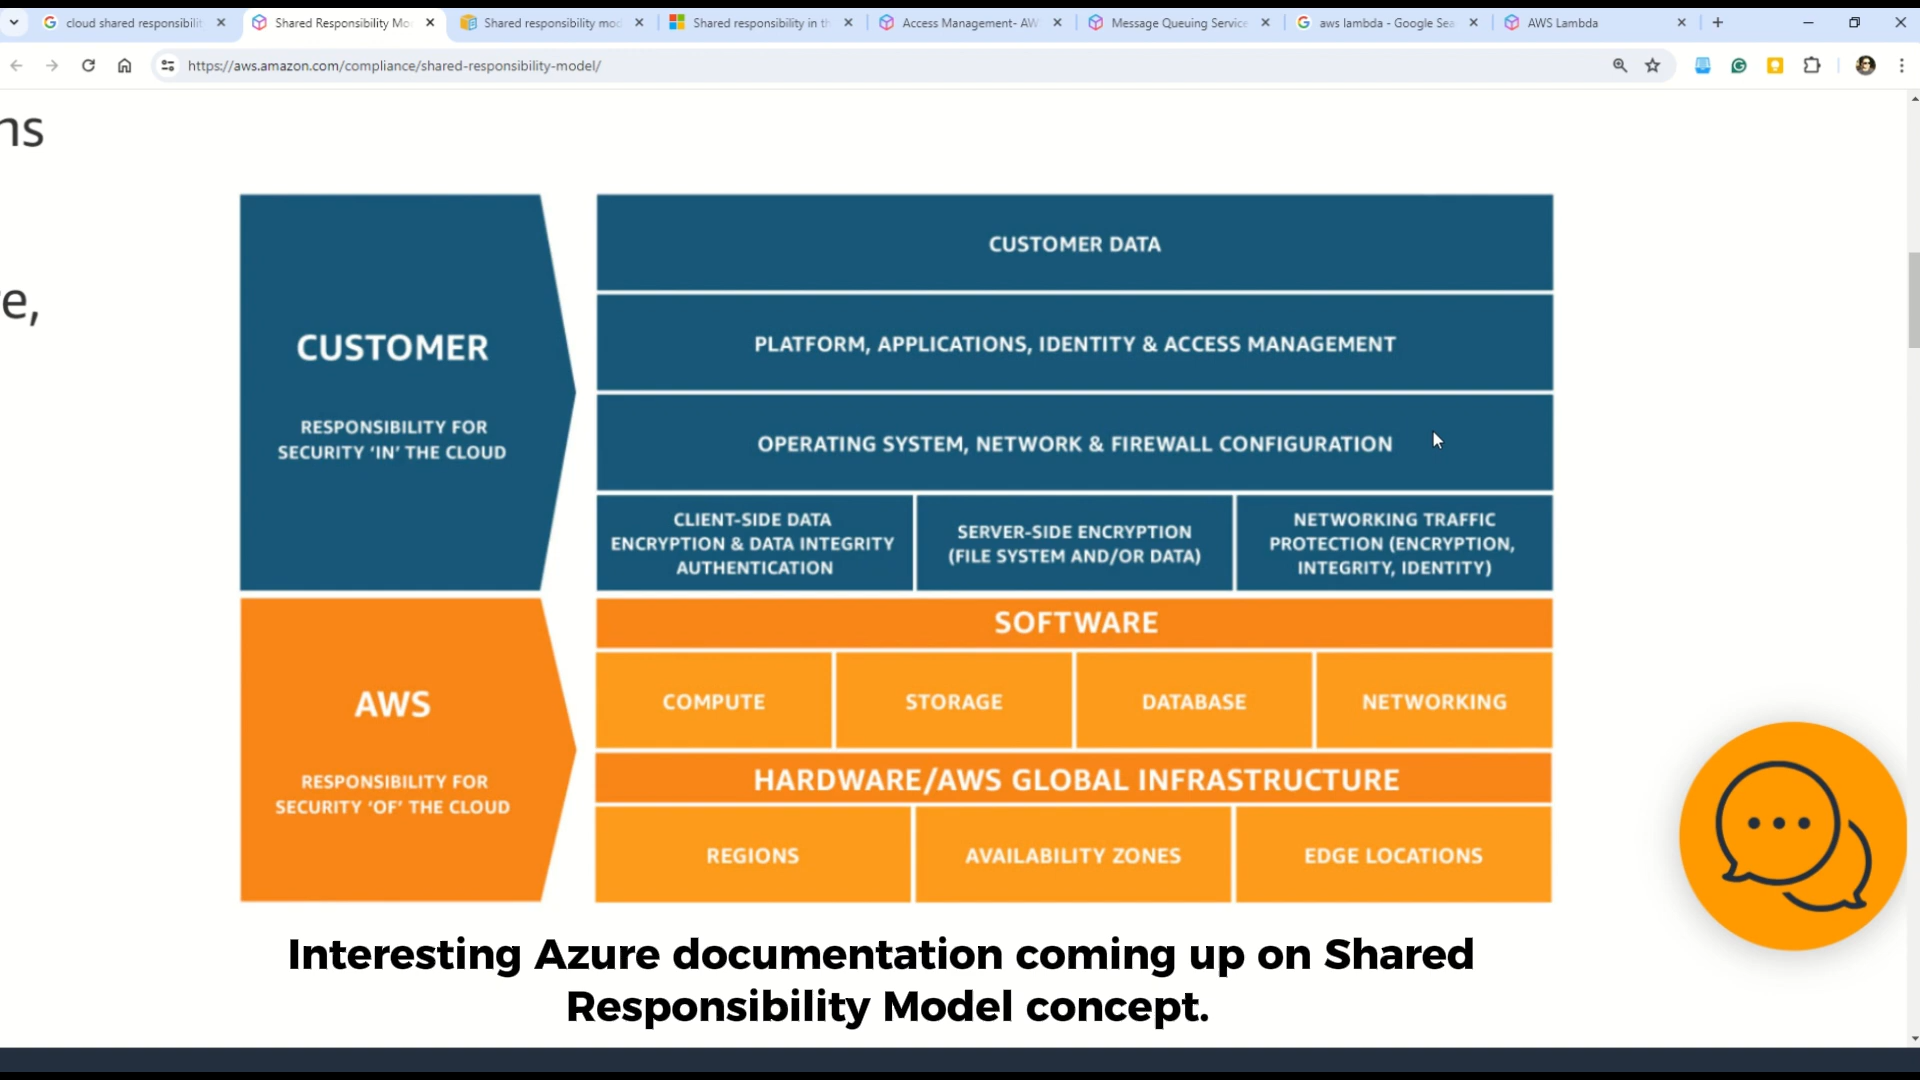 cloud shared responsibili
Shared Responsibility Mo
Shared responsibility mo
Shared responsibility in t
Access Management- AW
Message Queuing Service
aws lambda - Google Sea
AWS Lambda
https://aws.amazon.com/compliance/shared-responsibility-model/
ns
e,
CUSTOMER
RESPONSIBILITY FOR
SECURITY ‘IN’ THE CLOUD
CUSTOMER DATA
PLATFORM, APPLICATIONS, IDENTITY & ACCESS MANAGEMENT
OPERATING SYSTEM, NETWORK & FIREWALL CONFIGURATION
CLIENT-SIDE DATA
ENCRYPTION & DATA INTEGRITY
AUTHENTICATION
SERVER-SIDE ENCRYPTION
(FILE SYSTEM AND/OR DATA)
NETWORKING TRAFFIC
PROTECTION (ENCRYPTION,
INTEGRITY, IDENTITY)
AWS
RESPONSIBILITY FOR
SECURITY ‘OF’ THE CLOUD
SOFTWARE
COMPUTE
STORAGE
DATABASE
NETWORKING
HARDWARE/AWS GLOBAL INFRASTRUCTURE
REGIONS
AVAILABILITY ZONES
EDGE LOCATIONS
Interesting Azure documentation coming up on Shared
Responsibility Model concept.